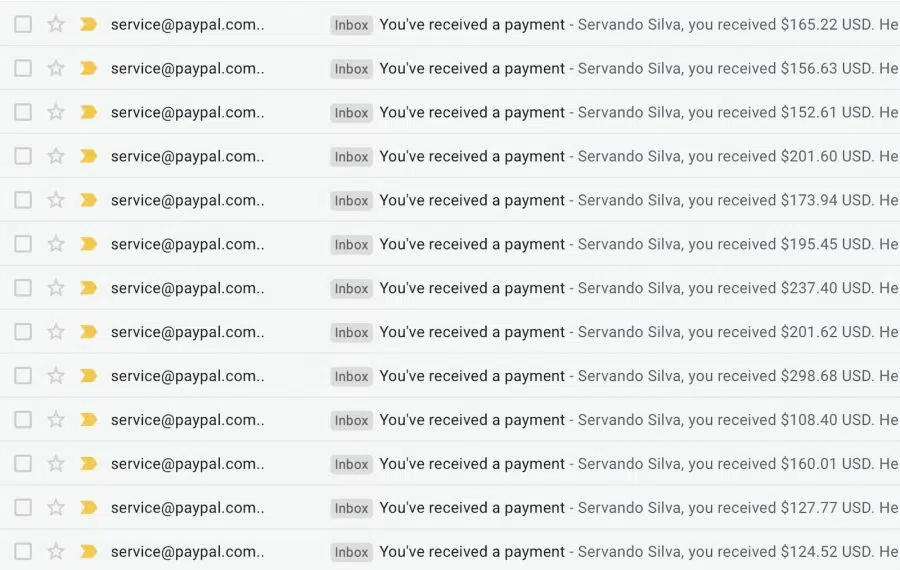 service@paypal.com.. Inbox You've received a payment - Servando Silva, you received $165.22 USD. He
service@paypal.com.. Inbox You've received a payment - Servando Silva, you received $156.63 USD. He
service@paypal.com.. Inbox You've received a payment - Servando Silva, you received $152.61 USD. He
service@paypal.com.. Inbox You've received a payment - Servando Silva, you received $201.60 USD. He
service@paypal.com.. Inbox You've received a payment - Servando Silva, you received $173.94 USD. He
service@paypal.com.. Inbox You've received a payment - Servando Silva, you received $195.45 USD. He
service@paypal.com.. Inbox You've received a payment - Servando Silva, you received $237.40 USD. He
service@paypal.com.. Inbox You've received a payment - Servando Silva, you received $201.62 USD. He
service@paypal.com.. Inbox You've received a payment - Servando Silva, you received $298.68 USD. He
service@paypal.com.. Inbox You've received a payment - Servando Silva, you received $108.40 USD. He
service@paypal.com.. Inbox You've received a payment - Servando Silva, you received $160.01 USD. He
service@paypal.com.. Inbox You've received a payment - Servando Silva, you received $127.77 USD. He
service@paypal.com.. Inbox You've received a payment - Servando Silva, you received $124.52 USD. He